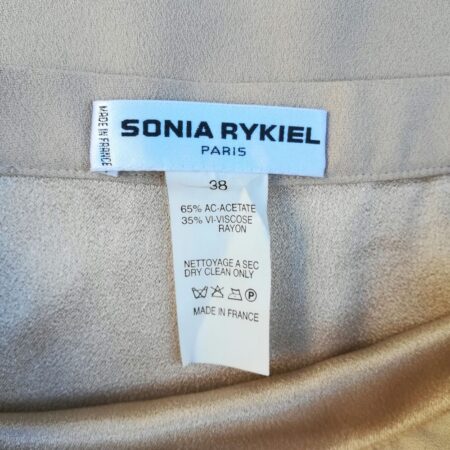 MADE IN FRANCE
SONIA RYKIEL
PARIS
38
65% AC-ACETATE
35% VI-VISCOSE
RAYON
NETTOYAGE A SEC
DRY CLEAN ONLY
P
MADE IN FRANCE